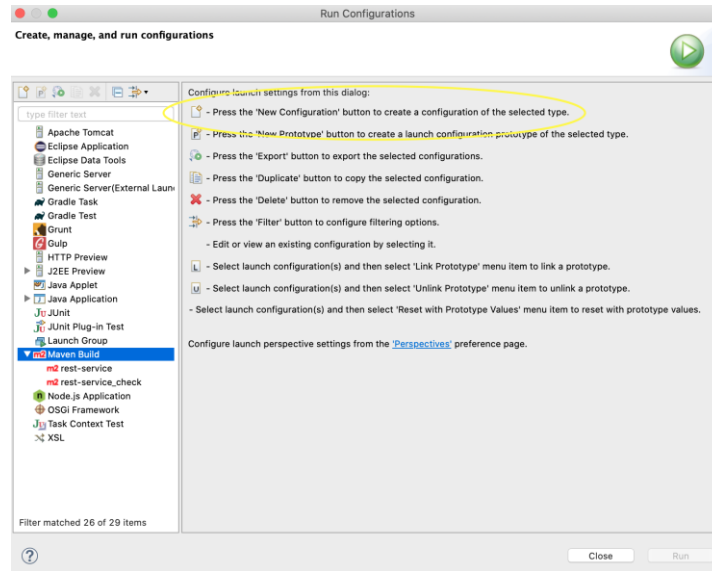 Run Configurations
Create, manage, and run configurations
type filter text
Apache Tomcat
Eclipse Application
Eclipse Data Tools
Generic Server
Generic Server(External Laun
Gradle Task
Gradle Test
Grunt
Gulp
HTTP Preview
J2EE Preview
Java Applet
Java Application
JUnit
JUnit Plug-in Test
Launch Group
Maven Build
rest-service
rest-service_check
Node.js Application
OSGi Framework
Task Context Test
XSL
Filter matched 26 of 29 items
Configure launch settings from this dialog:
- Press the 'New Configuration' button to create a configuration of the selected type.
- Press the 'New Prototype' button to create a launch configuration prototype of the selected type.
- Press the 'Export' button to export the selected configurations.
- Press the 'Duplicate' button to copy the selected configuration.
- Press the 'Delete' button to remove the selected configuration.
- Press the 'Filter' button to configure filtering options.
- Edit or view an existing configuration by selecting it.
- Select launch configuration(s) and then select 'Link Prototype' menu item to link a prototype.
- Select launch configuration(s) and then select 'Unlink Prototype' menu item to unlink a prototype.
- Select launch configuration(s) and then select 'Reset with Prototype Values' menu item to reset with prototype values.
Configure launch perspective settings from the 'Perspectives' preference page.
Close
Run